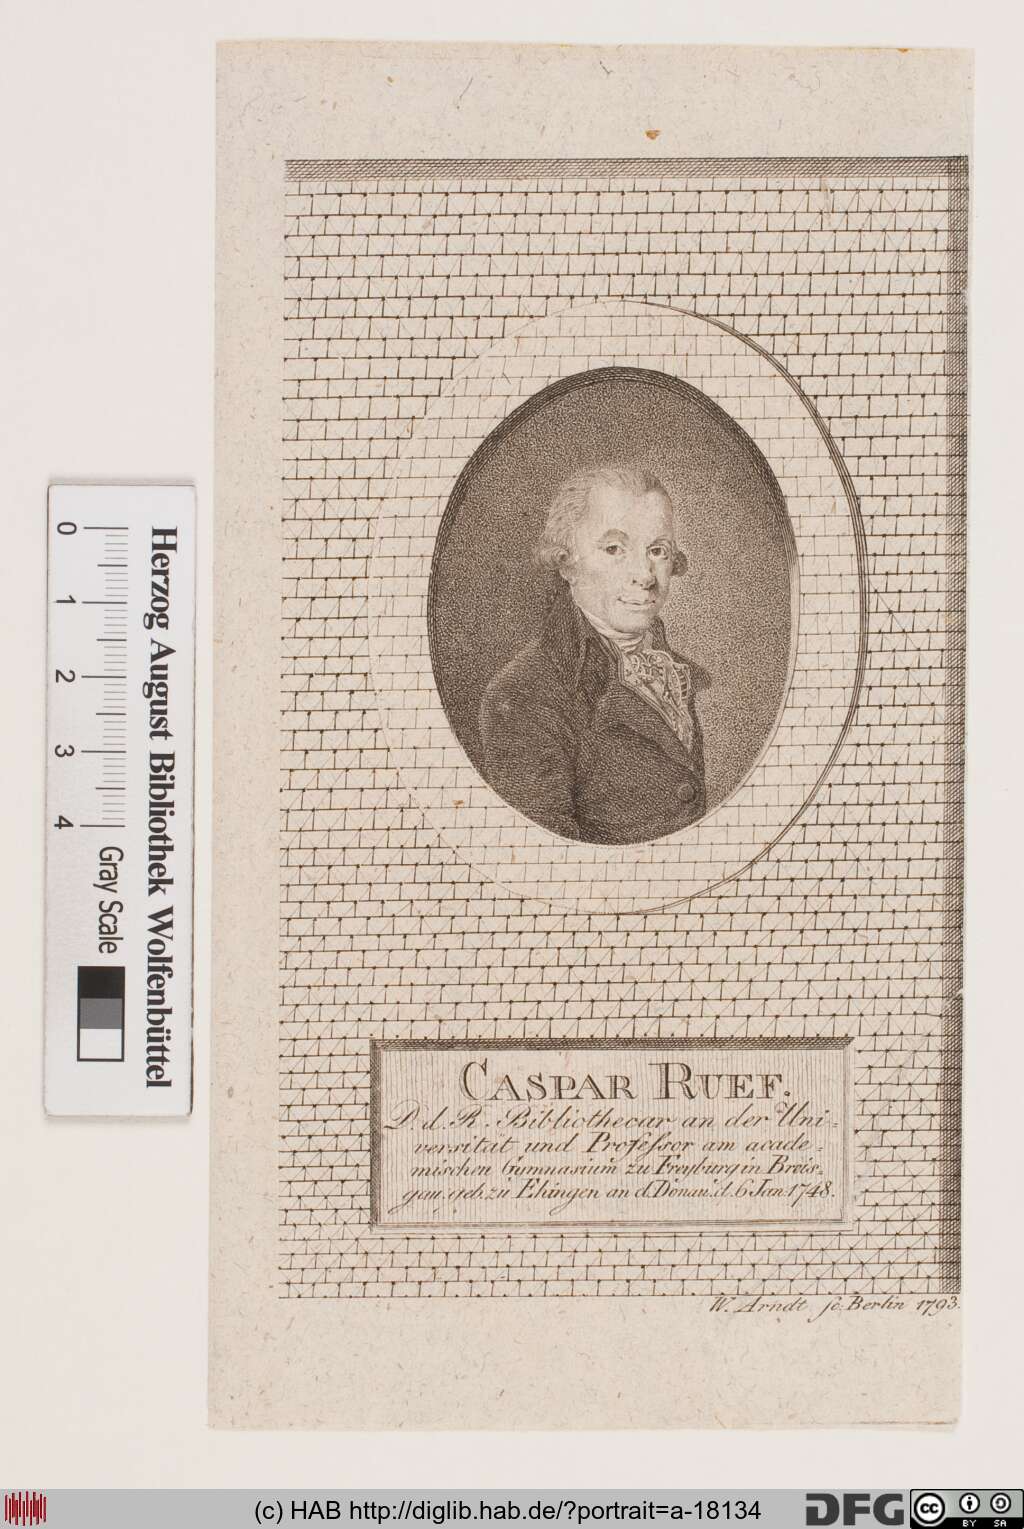 CASPAR RUEF.
D. d. R. Bibliothecar an der Uni=
versität und Professor am acade=
mischen Gymnasium zu Freyburg in Breis=
gau. geb. zu Ehingen an d. Donau. d. 6 Jan. 1748.
W. Arndt sc. Berlin 1793.
Herzog August Bibliothek Wolfenbüttel
0 1 2 3 4 Gray Scale
(c) HAB http://diglib.hab.de/?portrait=a-18134
DFG
cc BY SA